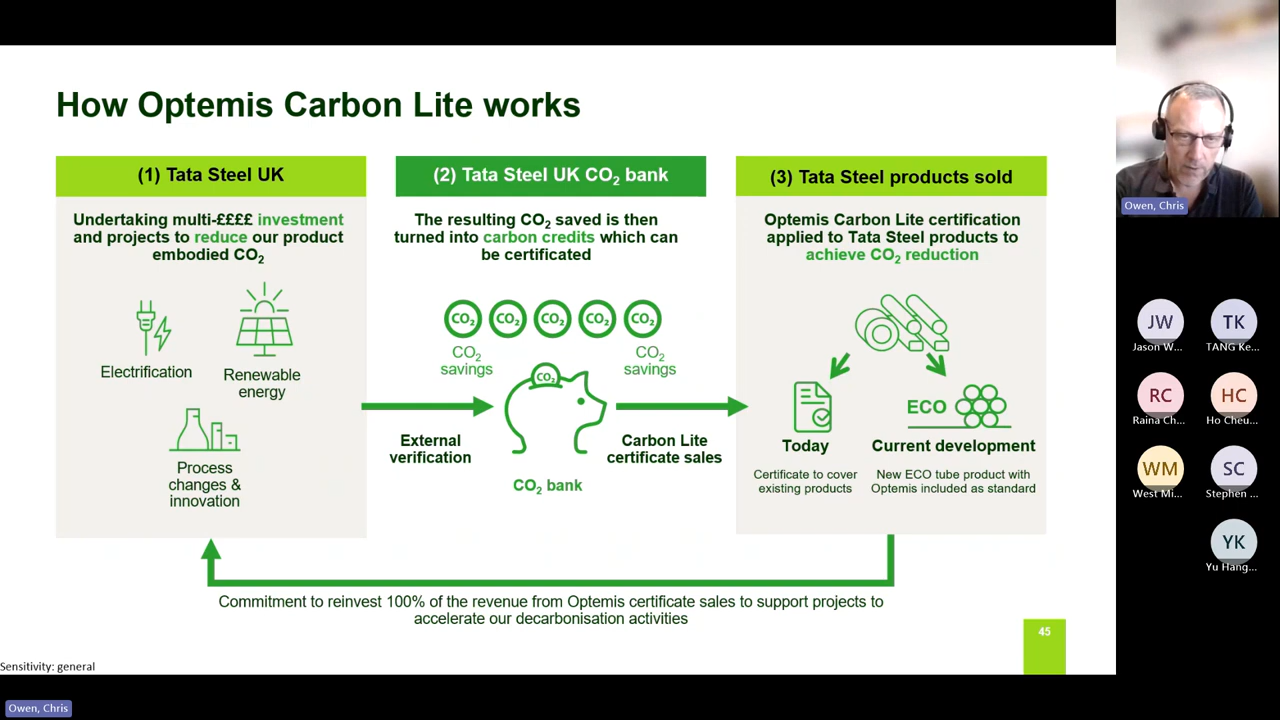 How Optemis Carbon Lite works
(1) Tata Steel UK
Undertaking multi-££££ investment
and projects to reduce our product
embodied CO₂
Electrification
Renewable
energy
Process
changes &
innovation
(2) Tata Steel UK CO₂ bank
The resulting CO₂ saved is then
turned into carbon credits which can
be certificated
CO₂ CO₂ CO₂ CO₂ CO₂
CO₂
savings
CO₂
savings
CO₂
External
verification
Carbon Lite
certificate sales
CO₂ bank
(3) Tata Steel products sold
Optemis Carbon Lite certification
applied to Tata Steel products to
achieve CO₂ reduction
ECO
Today
Certificate to cover
existing products
Current development
New ECO tube product with
Optemis included as standard
Commitment to reinvest 100% of the revenue from Optemis certificate sales to support projects to
accelerate our decarbonisation activities
45
Sensitivity: general
Owen, Chris
Owen, Chris
JW
Jason W...
TK
TANG Ke...
RC
Raina Ch...
HC
Ho Cheu...
WM
West Mi...
SC
Stephen ...
YK
Yu Hang...